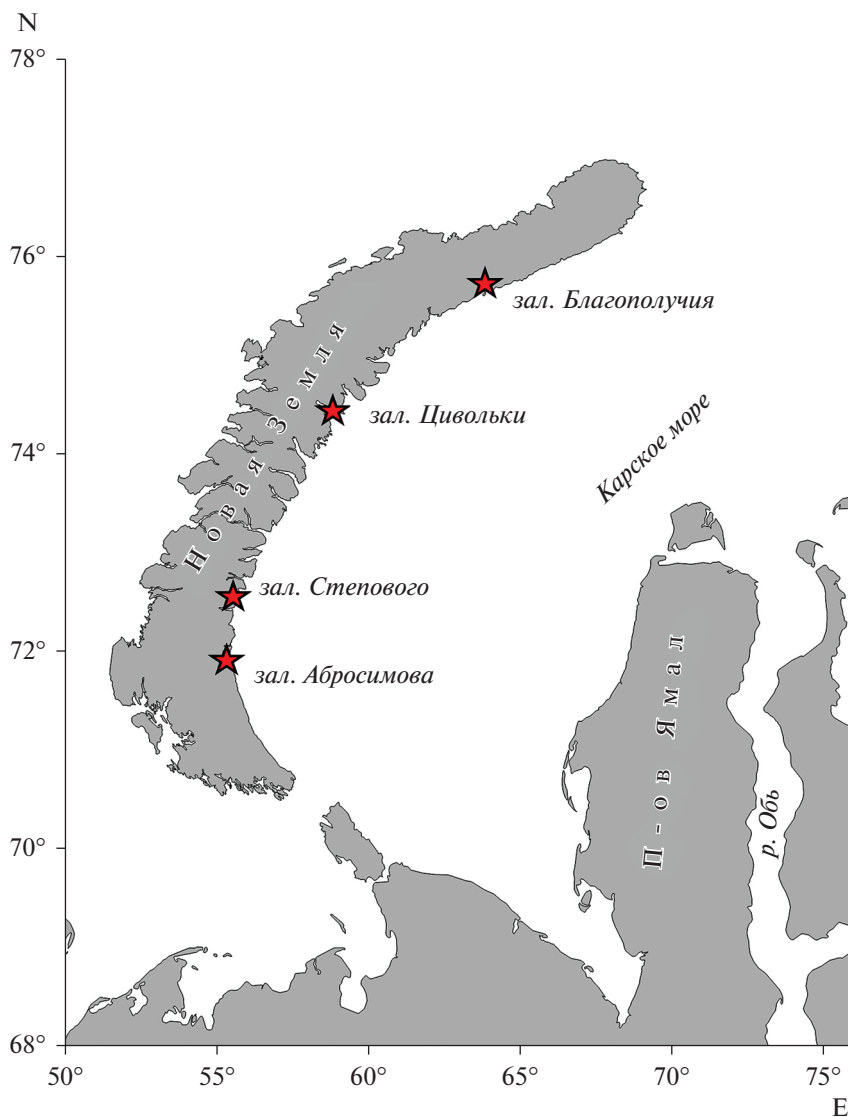 N
78°
76°
зал. Благополучия
Новая Земля
зал. Цивольки
74°
Карское море
зал. Степового
72°
зал. Абросимова
П-ов Ямал
р. Обь
70°
68°
50° 55° 60° 65° 70° 75°
E